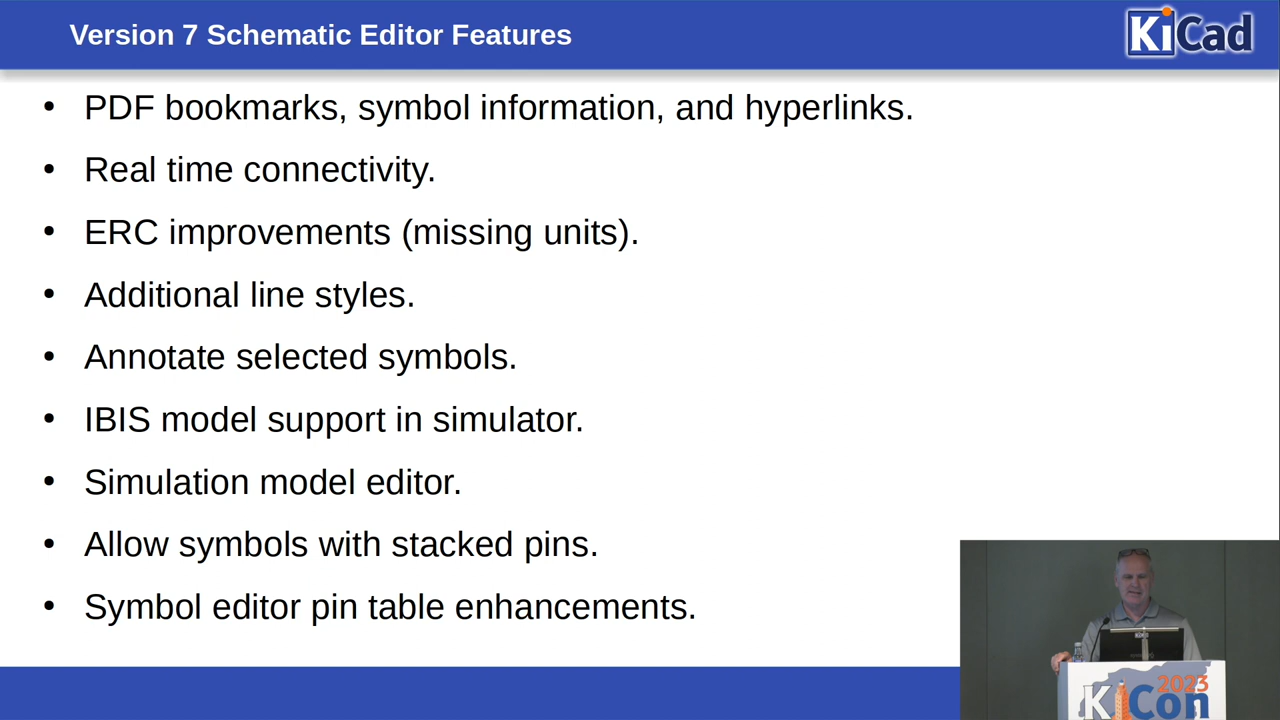 Version 7 Schematic Editor Features
KiCad
• PDF bookmarks, symbol information, and hyperlinks.
• Real time connectivity.
• ERC improvements (missing units).
• Additional line styles.
• Annotate selected symbols.
• IBIS model support in simulator.
• Simulation model editor.
• Allow symbols with stacked pins.
• Symbol editor pin table enhancements.
2023
KiCon